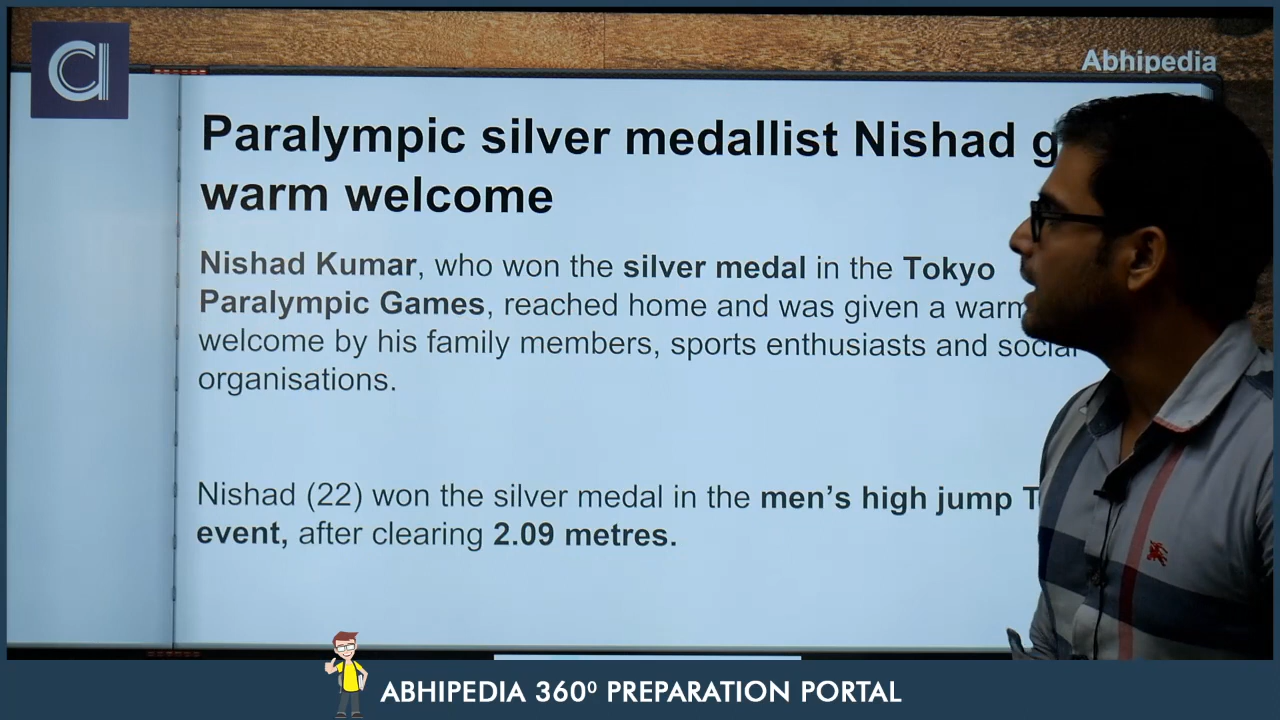 Abhipedia
Paralympic silver medallist Nishad
warm welcome
Nishad Kumar, who won the silver medal in the Tokyo
Paralympic Games, reached home and was given a warm
welcome by his family members, sports enthusiasts and social
organisations.
Nishad (22) won the silver medal in the men’s high jump
event, after clearing 2.09 metres.
ABHIPEDIA 360⁰ PREPARATION PORTAL